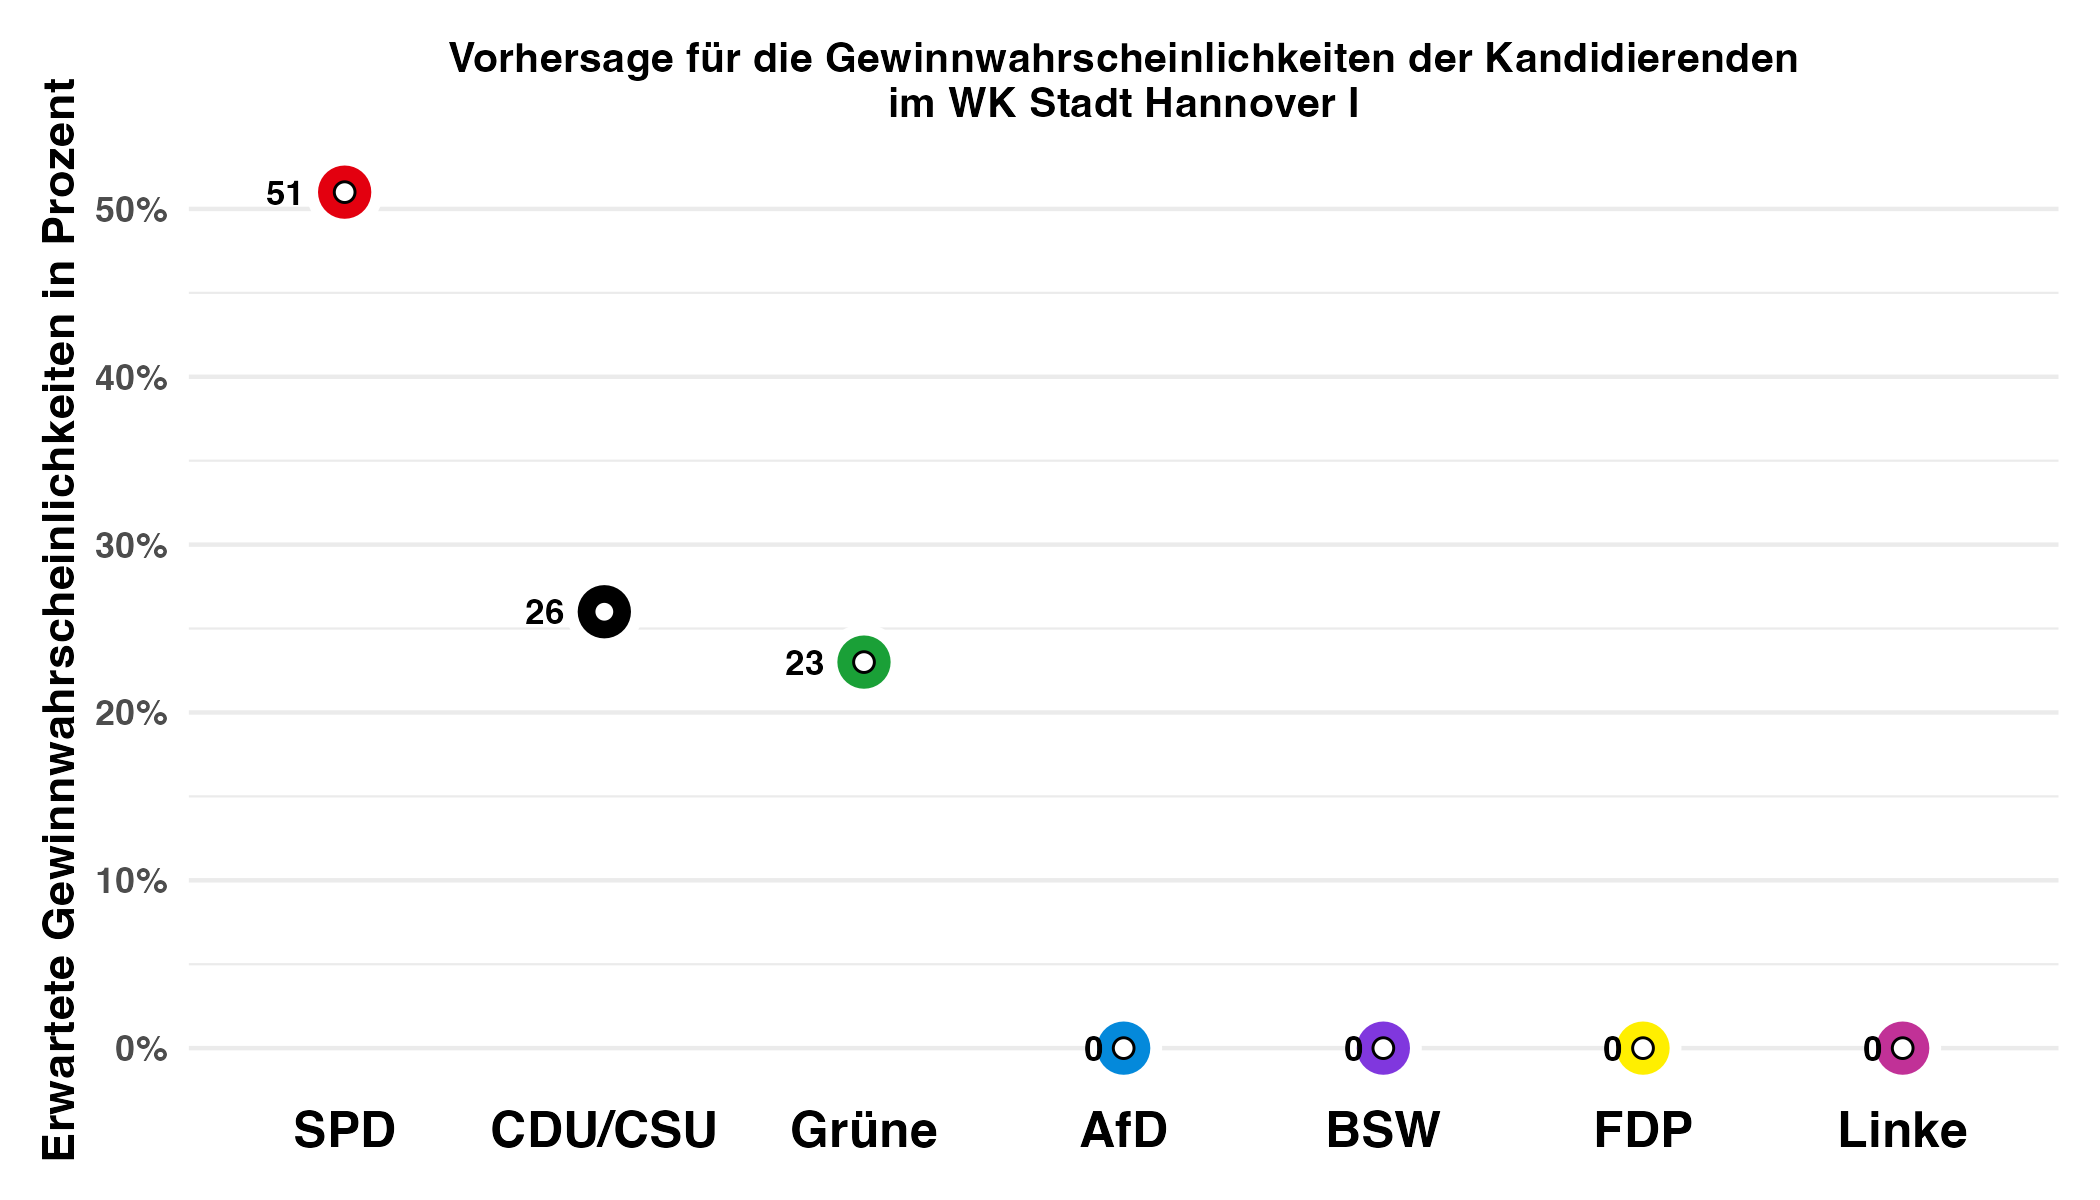 Vorhersage für die Gewinnwahrscheinlichkeiten der Kandidierenden
im WK Stadt Hannover I
Erwartete Gewinnwahrscheinlichkeiten in Prozent
50%
40%
30%
20%
10%
0%
51
26
23
0
0
0
0
SPD
CDU/CSU
Grüne
AfD
BSW
FDP
Linke